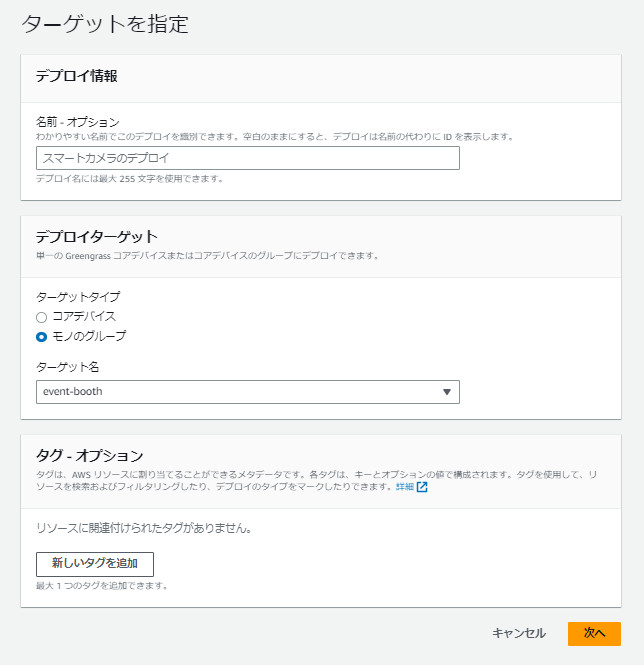 ターゲットを指定
デプロイ情報
名前 - オプション
わかりやすい名前でこのデプロイを識別できます。空白のままにすると、デプロイは名前の代わりに ID を表示します。
スマートカメラのデプロイ
デプロイ名には最大 255 文字を使用できます。
デプロイターゲット
単一の Greengrass コアデバイスまたはコアデバイスのグループにデプロイできます。
ターゲットタイプ
コアデバイス
モノのグループ
ターゲット名
event-booth
タグ - オプション
タグは、AWS リソースに割り当てることができるメタデータです。各タグは、キーとオプションの値で構成されます。タグを使用して、リ
ソースを検索およびフィルタリングしたり、デプロイのタイプをマークしたりできます。詳細
リソースに関連付けられたタグがありません。
新しいタグを追加
最大 1 つのタグを追加できます。
キャンセル 次へ